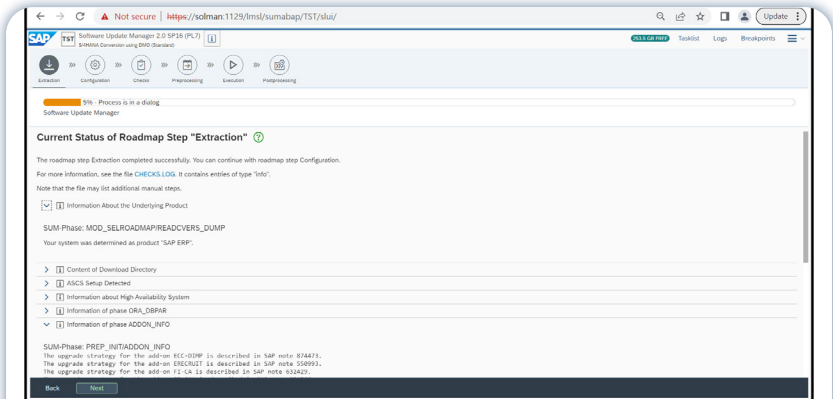 Not secure | https://solman:1129/lmsl/sumabap/TST/slui/
Update
SAP TST Software Update Manager 2.0 SP16 (PL7)
S/4HANA Conversion using DMO (Standard)
253.5 GB FREE Tasklist Logs Breakpoints
Extraction Configuration Checks Preprocessing Execution Postprocessing
5% - Process is in a dialog
Software Update Manager
Current Status of Roadmap Step "Extraction"
The roadmap step Extraction completed successfully. You can continue with roadmap step Configuration.
For more information, see the file CHECKS.LOG. It contains entries of type "info".
Note that the file may list additional manual steps.
Information About the Underlying Product
SUM-Phase: MOD_SELROADMAP/READCVERS_DUMP
Your system was determined as product "SAP ERP".
Content of Download Directory
ASCS Setup Detected
Information about High Availability System
Information of phase ORA_DBPAR
Information of phase ADDON_INFO
SUM-Phase: PREP_INIT/ADDON_INFO
The upgrade strategy for the add-on ECC-DIMP is described in SAP note 874473.
The upgrade strategy for the add-on ERECRUIT is described in SAP note 550993.
The upgrade strategy for the add-on FI-CA is described in SAP note 632429.
Back Next